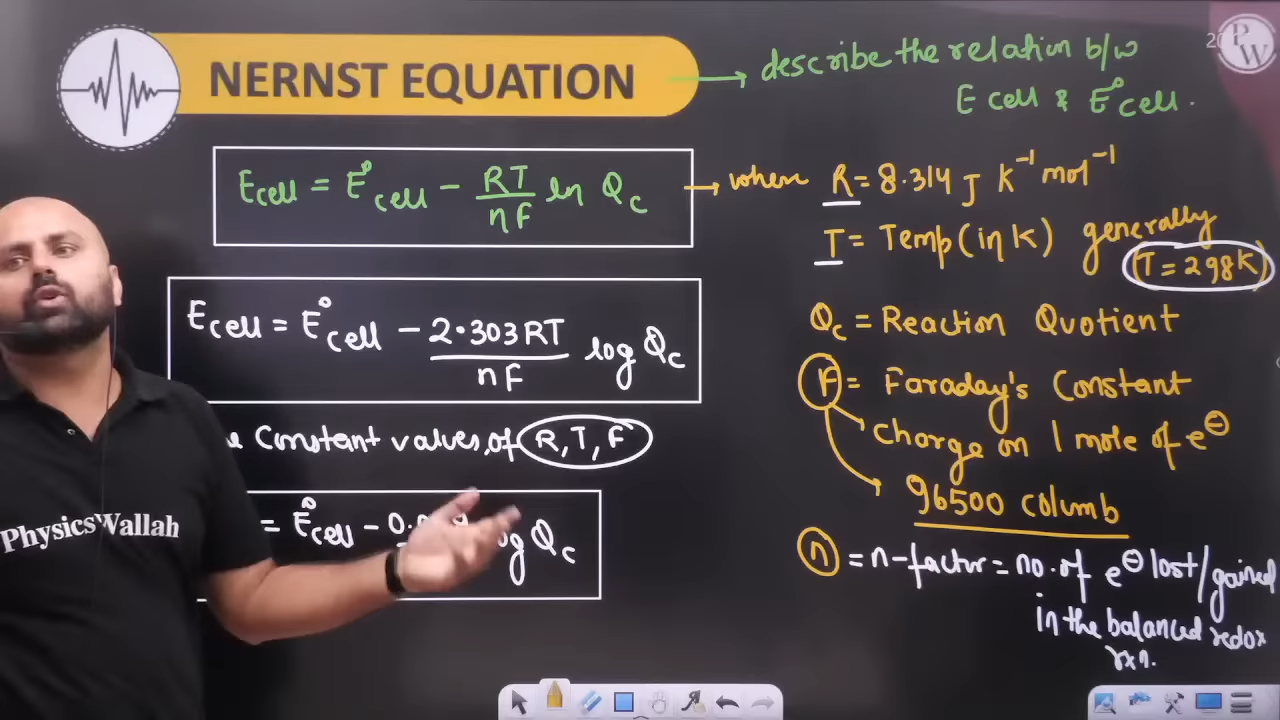 NERNST EQUATION
describe the relation b/w
E cell & E°cell.
PW
20
Ecell = E°cell − RT/nF ln Qc
when R = 8.314 J K⁻¹ mol⁻¹
T = Temp (in K) generally
(T = 298K)
Ecell = E°cell − 2.303RT/nF log Qc
Qc = Reaction Quotient
F = Faraday's Constant
Charge on 1 mole of e⊖
96500 Columb
Constant values of R, T, F
= E°cell − log Qc
n = n-factor = no. of e⊖ lost/gained
in the balanced redox
rxn.
PhysicsWallah